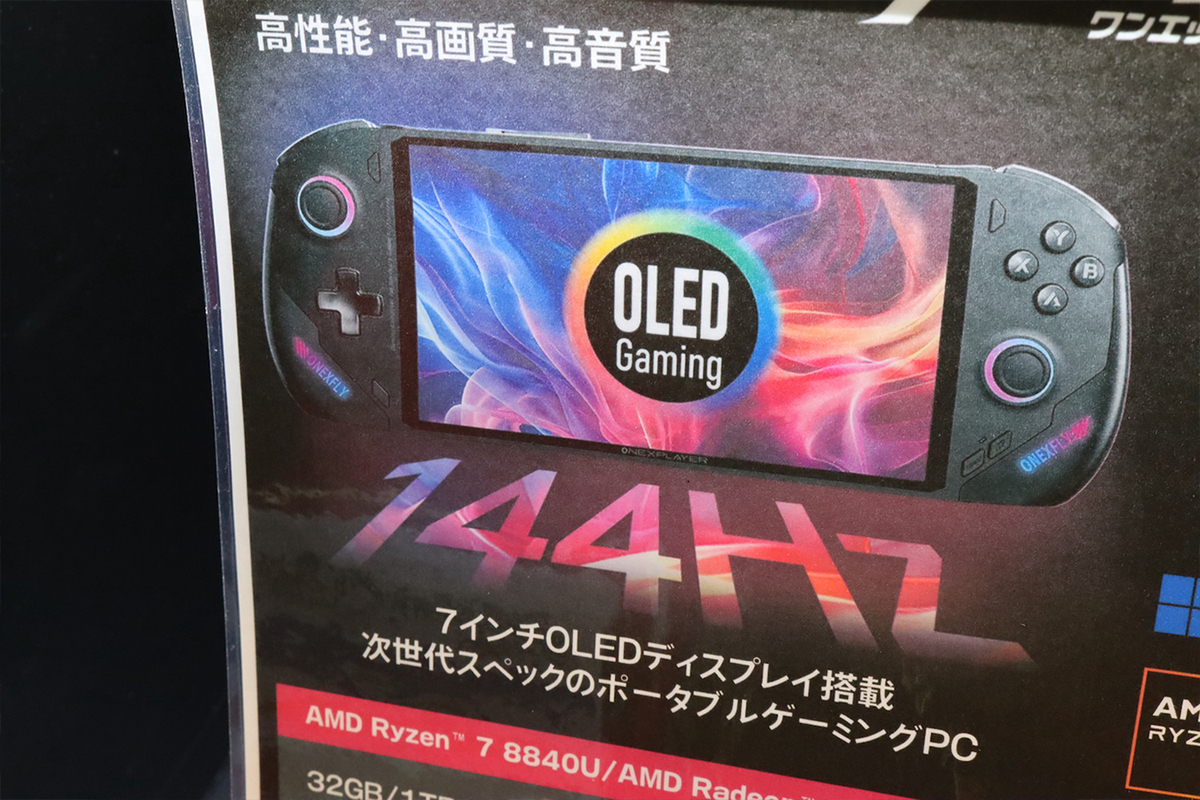 ワンエッ
高性能・高画質・高音質
Y
X
B
A
OLED
Gaming
ONEXFLY
ONEXFLY
ONEXPLAYER
144Hz
7インチOLEDディスプレイ搭載
次世代スペックのポータブルゲーミングPC
AMD Ryzen™ 7 8840U/AMD Radeon™
32GB/1TB
AM
RYZ